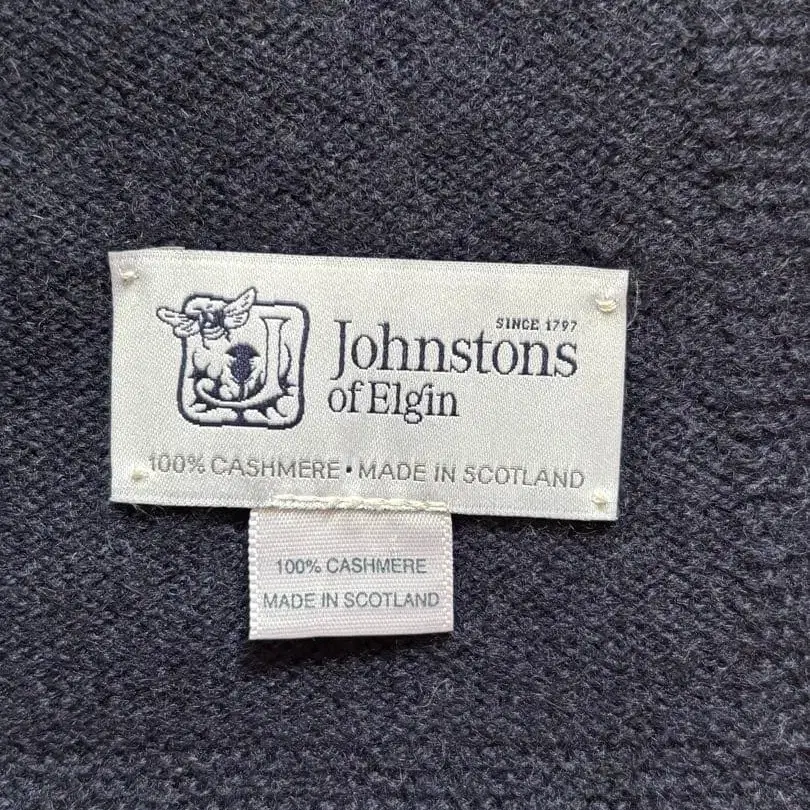 SINCE 1797
Johnstons
of Elgin
100% CASHMERE • MADE IN SCOTLAND
100% CASHMERE
MADE IN SCOTLAND